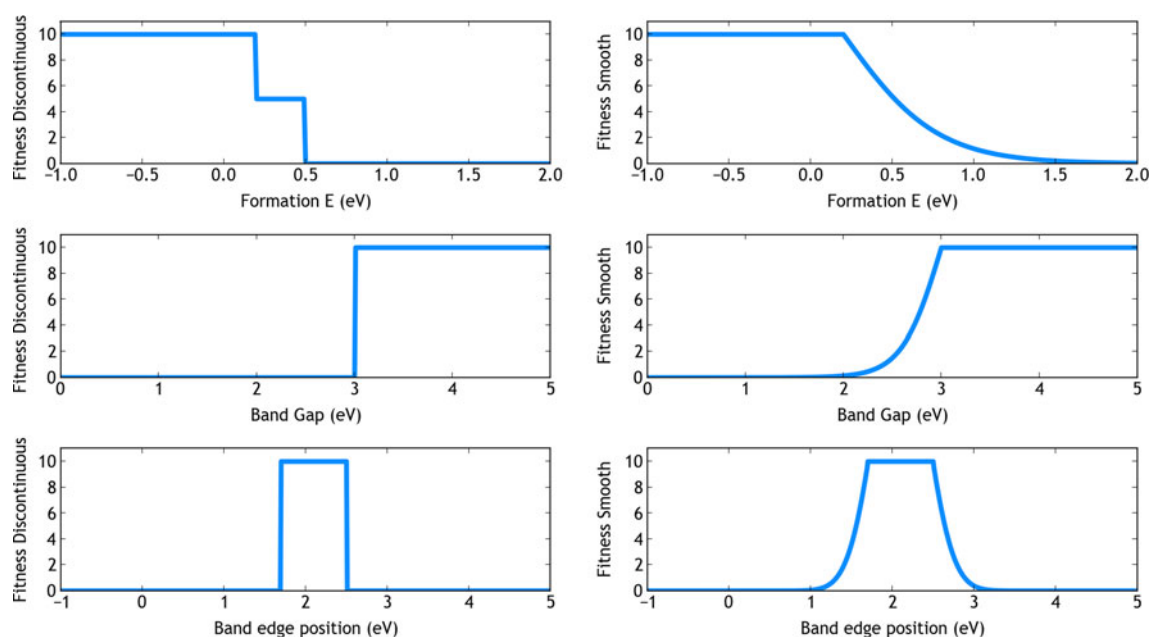 Fitness Discontinuous
10
8
6
4
2
0
−1.0 −0.5 0.0 0.5 1.0 1.5 2.0
Formation E (eV)
Fitness Smooth
10
8
6
4
2
0
−1.0 −0.5 0.0 0.5 1.0 1.5 2.0
Formation E (eV)
Fitness Discontinuous
10
8
6
4
2
0
0 1 2 3 4 5
Band Gap (eV)
Fitness Smooth
10
8
6
4
2
0
0 1 2 3 4 5
Band Gap (eV)
Fitness Discontinuous
10
8
6
4
2
0
−1 0 1 2 3 4 5
Band edge position (eV)
Fitness Smooth
10
8
6
4
2
0
−1 0 1 2 3 4 5
Band edge position (eV)